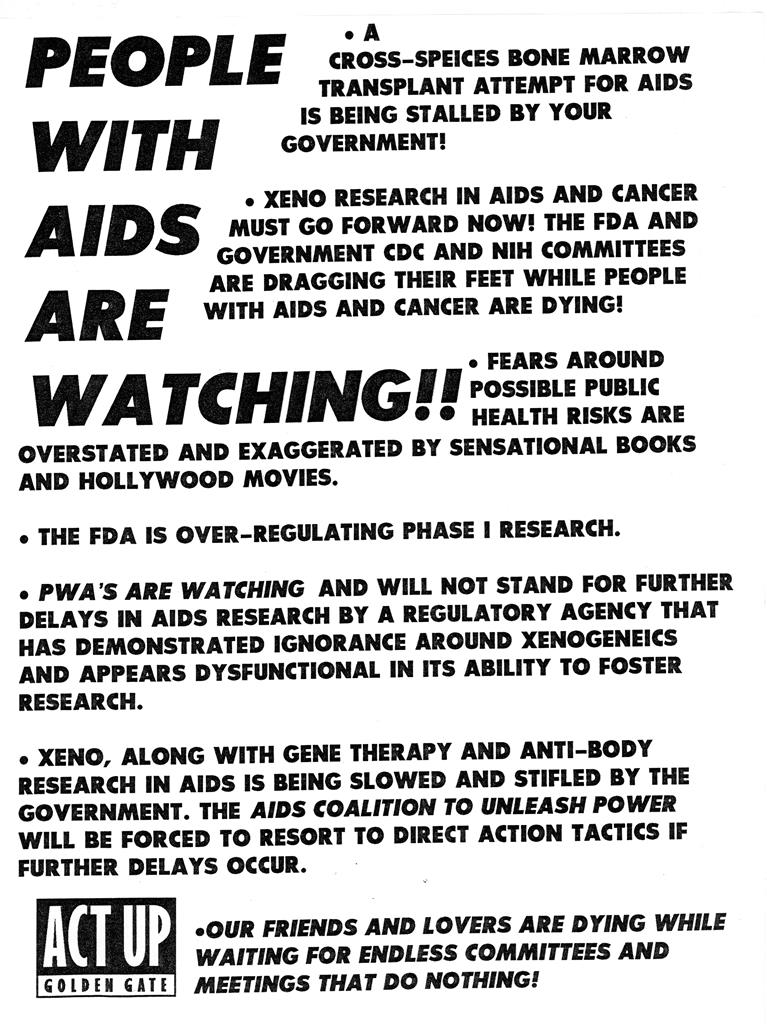 PEOPLE
WITH
AIDS
ARE
WATCHING!!
• A
CROSS-SPEICES BONE MARROW
TRANSPLANT ATTEMPT FOR AIDS
IS BEING STALLED BY YOUR
GOVERNMENT!
• XENO RESEARCH IN AIDS AND CANCER
MUST GO FORWARD NOW! THE FDA AND
GOVERNMENT CDC AND NIH COMMITTEES
ARE DRAGGING THEIR FEET WHILE PEOPLE
WITH AIDS AND CANCER ARE DYING!
• FEARS AROUND
POSSIBLE PUBLIC
HEALTH RISKS ARE
OVERSTATED AND EXAGGERATED BY SENSATIONAL BOOKS
AND HOLLYWOOD MOVIES.
• THE FDA IS OVER-REGULATING PHASE I RESEARCH.
• PWA'S ARE WATCHING AND WILL NOT STAND FOR FURTHER
DELAYS IN AIDS RESEARCH BY A REGULATORY AGENCY THAT
HAS DEMONSTRATED IGNORANCE AROUND XENOGENEICS
AND APPEARS DYSFUNCTIONAL IN ITS ABILITY TO FOSTER
RESEARCH.
• XENO, ALONG WITH GENE THERAPY AND ANTI-BODY
RESEARCH IN AIDS IS BEING SLOWED AND STIFLED BY THE
GOVERNMENT. THE AIDS COALITION TO UNLEASH POWER
WILL BE FORCED TO RESORT TO DIRECT ACTION TACTICS IF
FURTHER DELAYS OCCUR.
ACT UP
GOLDEN GATE
•OUR FRIENDS AND LOVERS ARE DYING WHILE
WAITING FOR ENDLESS COMMITTEES AND
MEETINGS THAT DO NOTHING!